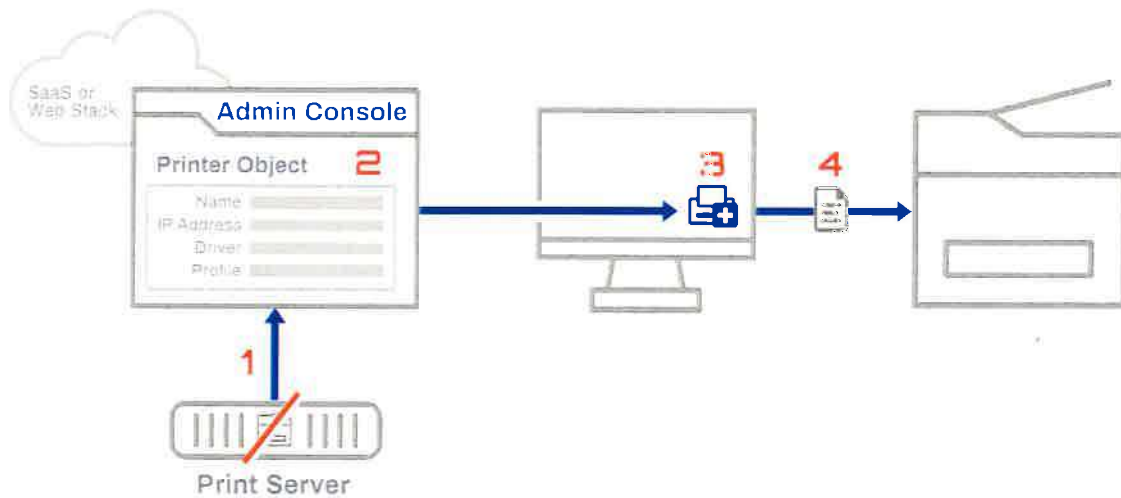 SaaS or
Web Stack
Admin Console
Printer Object 2
Name
IP Address
Driver
Profile
3
4
1
Print Server